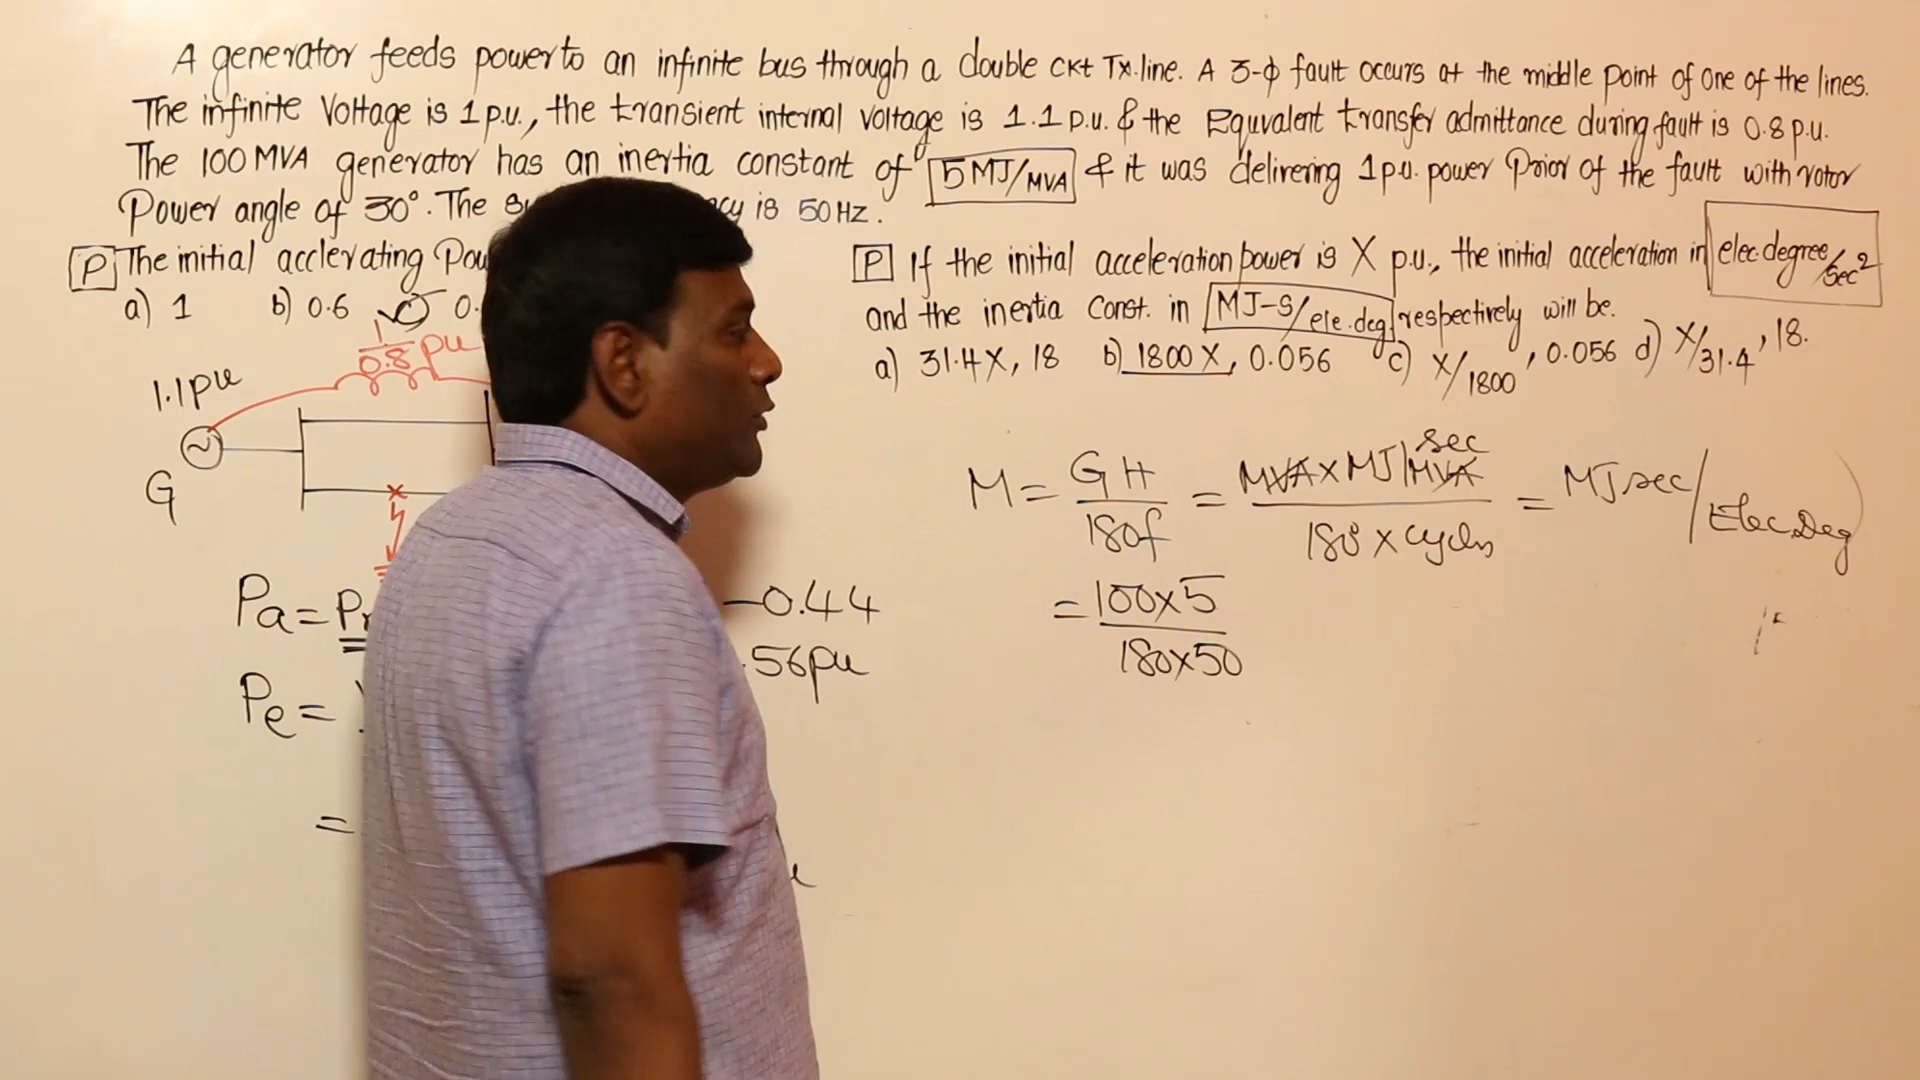 A generator feeds power to an infinite bus through a double ckt Tx.line. A 3-ϕ fault occurs at the middle point of one of the lines.
The infinite Voltage is 1 p.u., the transient internal voltage is 1.1 p.u. & the Equvalent transfer admittance during fault is 0.8 p.u.
The 100 MVA generator has an inertia constant of 5 MJ/MVA & it was delivering 1 p.u. power Prior of the fault with rotor
Power angle of 30°. The is 50 Hz.
P The initial acclerating
a) 1 b) 0.6
P If the initial acceleration power is X p.u., the initial acceleration in elec.degree/sec²
and the inertia Const. in MJ-S/ele.deg. respectively will be.
a) 31.4X, 18 b) 1800 X, 0.056 c) X/1800, 0.056 d) X/31.4, 18.
1/0.8 pu
1.1pu
G
M = GH/180f = MVA x MJ/MVA sec / 180° x cycles = MJ sec/Elec.Deg
= 100x5/180x50
Pa =
-0.44
56pu
Pe =
=